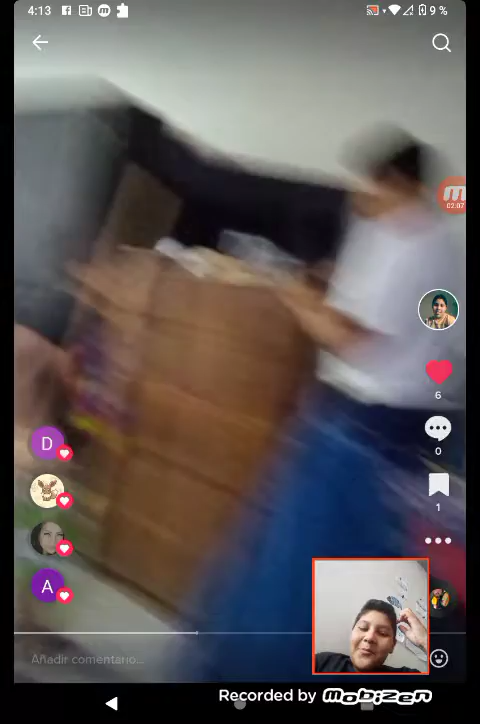 4:13
9 %
02:07
6
0
1
D
A
Añadir comentario...
Recorded by Mobizen